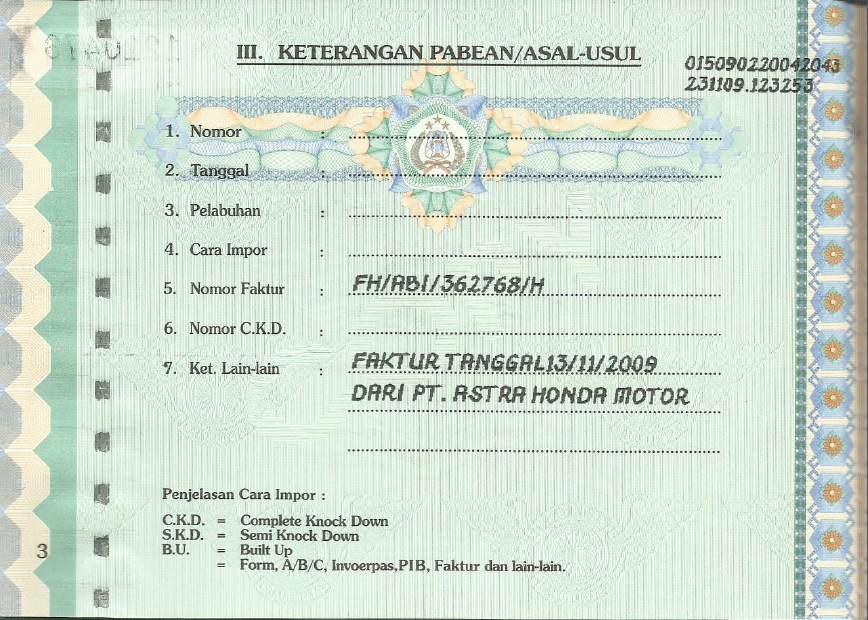 III. KETERANGAN PABEAN/ASAL-USUL
015090220042043
231109.123253
1. Nomor :
2. Tanggal :
3. Pelabuhan :
4. Cara Impor :
5. Nomor Faktur : FH/ABI/362768/H
6. Nomor C.K.D. :
7. Ket. Lain-lain : FAKTUR TANGGAL13/11/2009
DARI PT. ASTRA HONDA MOTOR
Penjelasan Cara Impor :
C.K.D. = Complete Knock Down
S.K.D. = Semi Knock Down
B.U. = Built Up
= Form, A/B/C, Invoerpas,PIB, Faktur dan lain-lain.
3